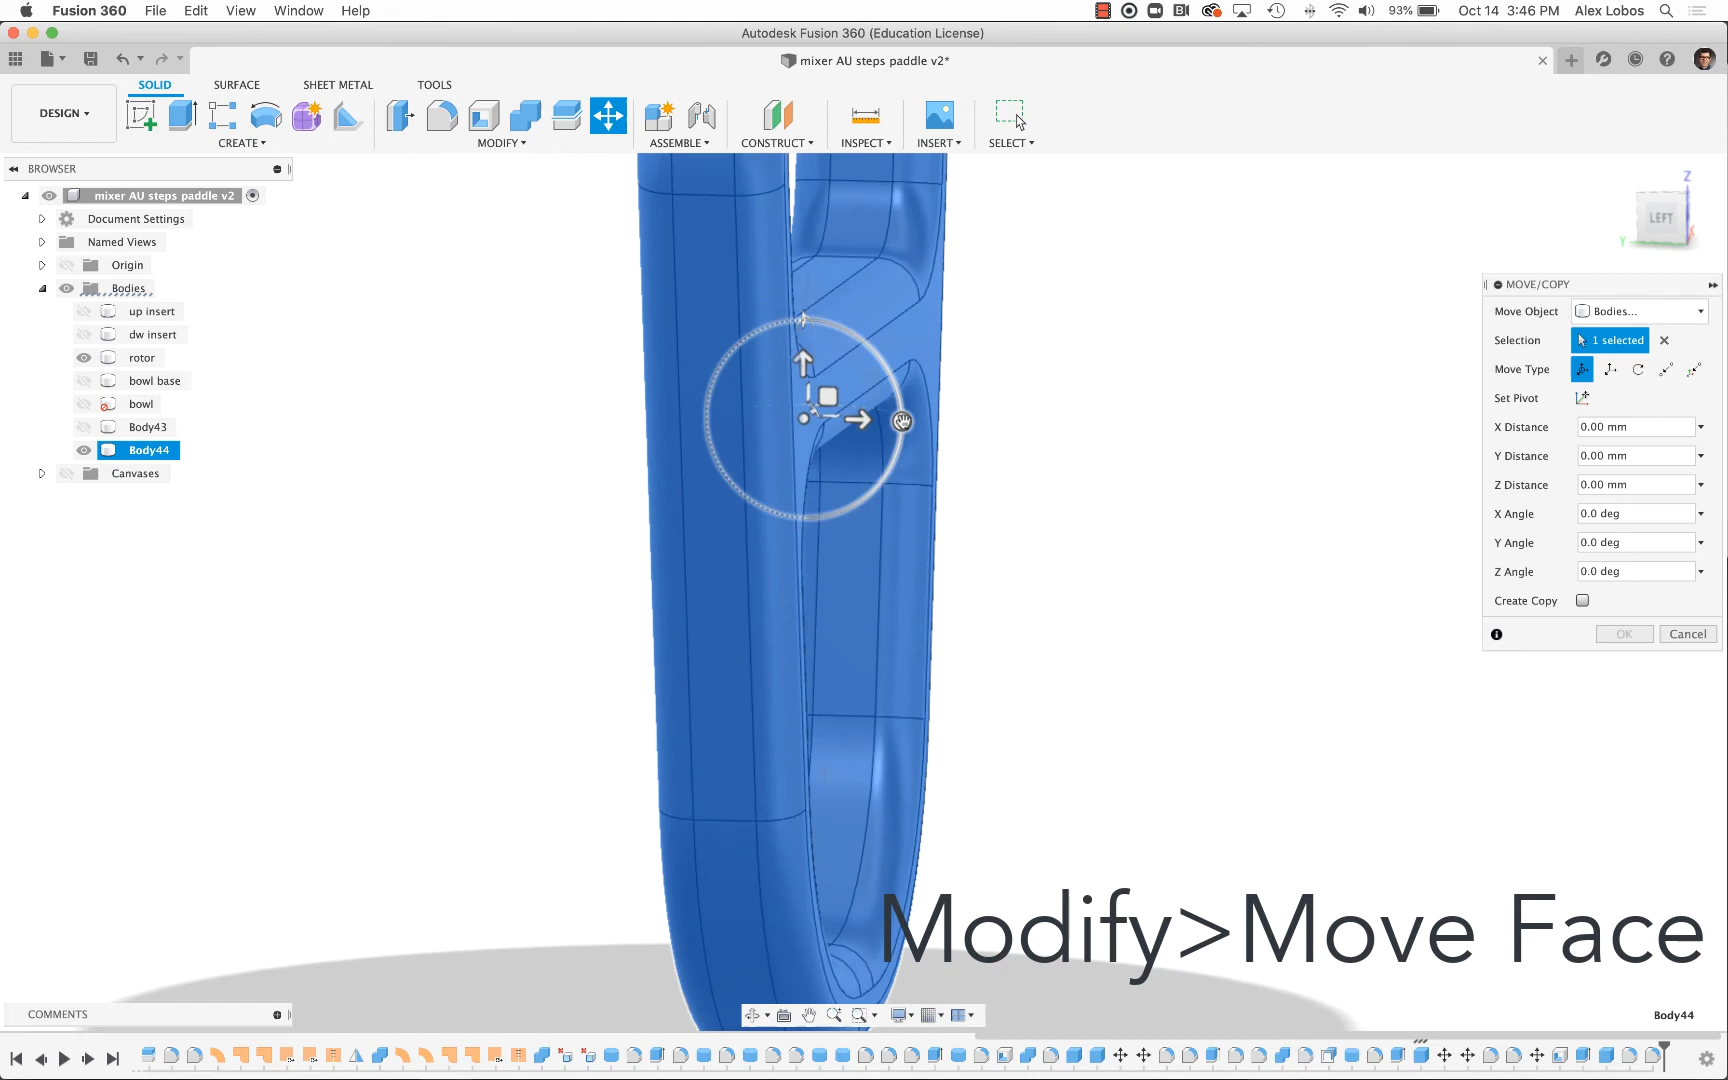 Fusion 360 File Edit View Window Help
93% Oct 14 3:46 PM Alex Lobos
Autodesk Fusion 360 (Education License)
mixer AU steps paddle v2*
SOLID SURFACE SHEET METAL TOOLS
DESIGN
CREATE MODIFY ASSEMBLE CONSTRUCT INSPECT INSERT SELECT
BROWSER
mixer AU steps paddle v2
Document Settings
Named Views
Origin
Bodies
up insert
dw insert
rotor
bowl base
bowl
Body43
Body44
Canvases
Z
LEFT
Y
X
MOVE/COPY
Move Object Bodies...
Selection 1 selected
Move Type
Set Pivot
X Distance 0.00 mm
Y Distance 0.00 mm
Z Distance 0.00 mm
X Angle 0.0 deg
Y Angle 0.0 deg
Z Angle 0.0 deg
Create Copy
OK Cancel
Modify>Move Face
COMMENTS
Body44